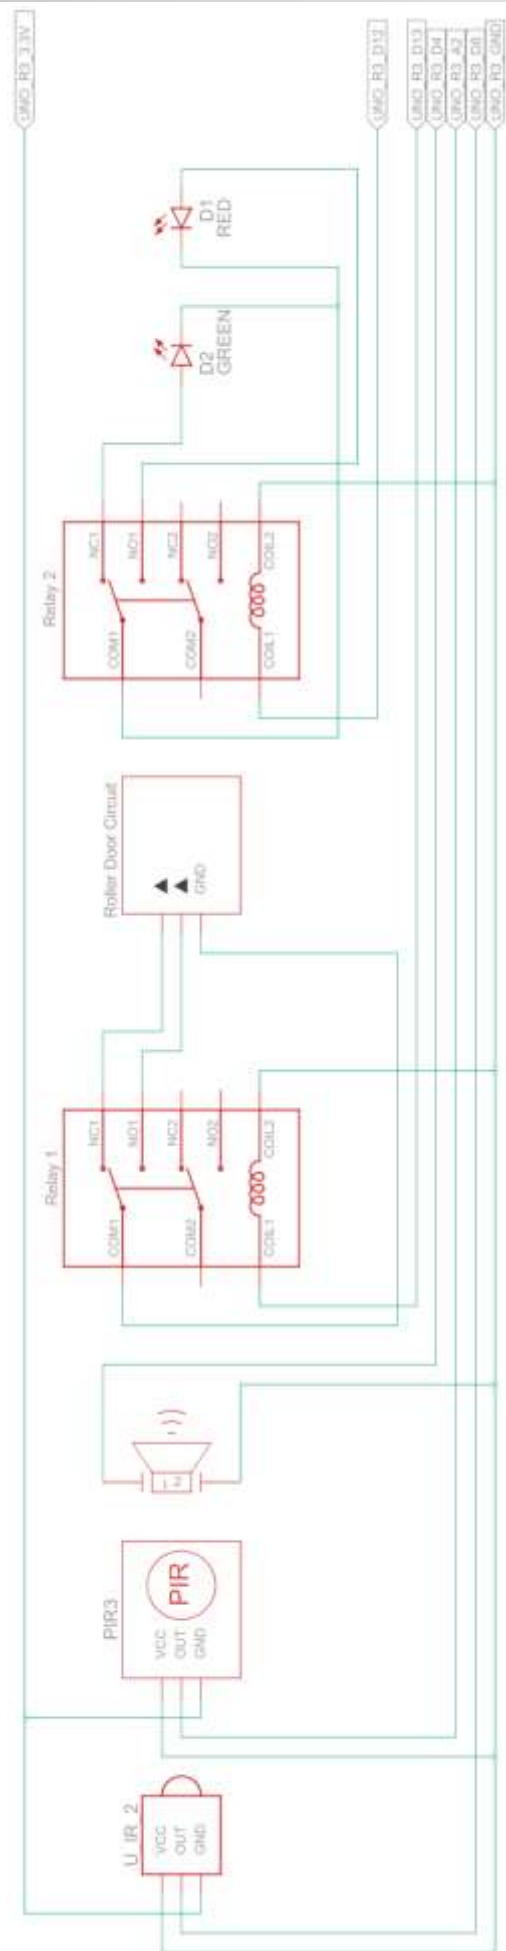 UNO_R3_3.3V
UNO_R3_D12
UNO_R3_D13
UNO_R3_D4
UNO_R3_A2
UNO_R3_D8
UNO_R3_GND
D1
RED
D2
GREEN
Relay 2
COM1
COM2
COIL1
NC1
NO1
NC2
NO2
COIL2
Roller Door Circuit
GND
Relay 1
COM1
COM2
COIL1
NC1
NO1
NC2
NO2
COIL2
PIR3
VCC
OUT
GND
PIR
U_IR_2
VCC
OUT
GND